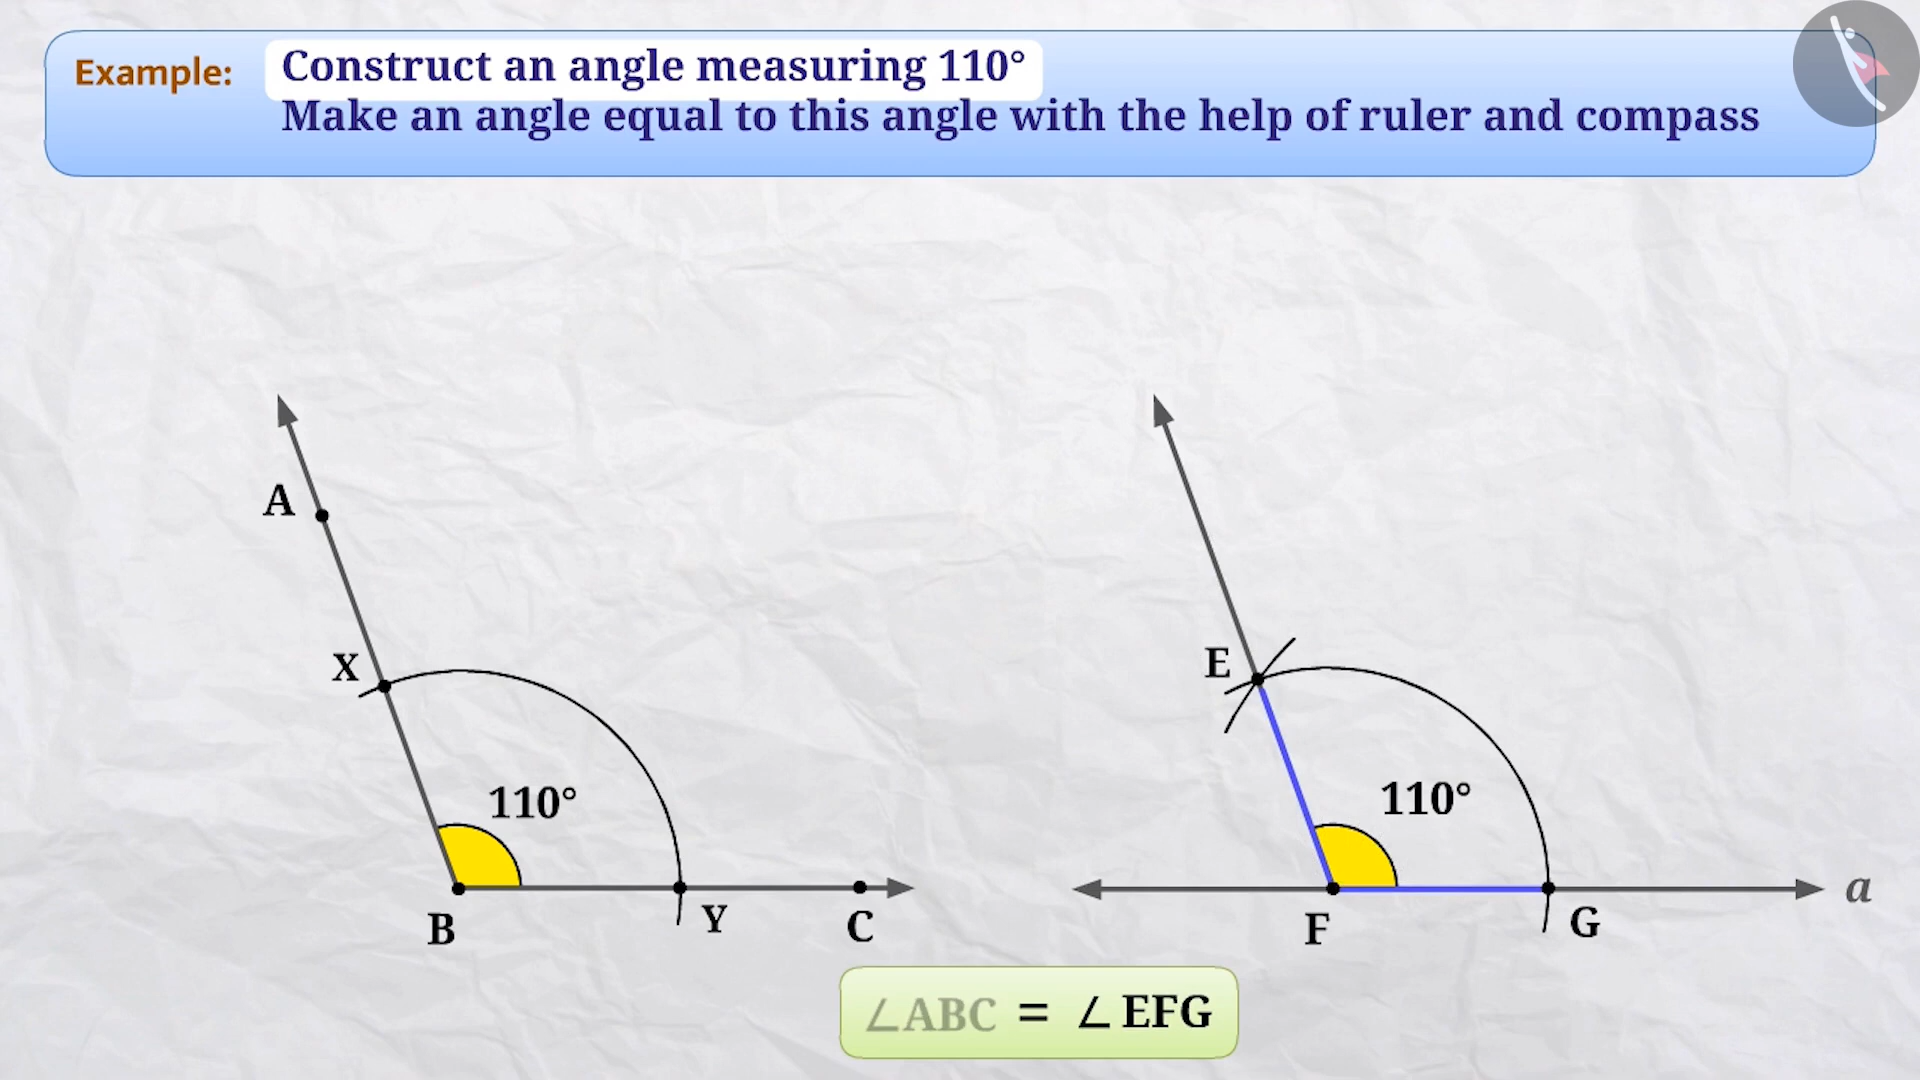 Example: Construct an angle measuring 110°
Make an angle equal to this angle with the help of ruler and compass
A
X
110°
B
Y
C
E
110°
F
G
a
∠ABC = ∠EFG